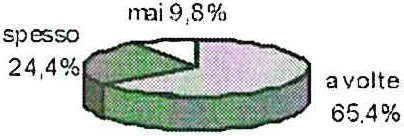 mai 9,8%
spesso
24,4%
a volte
65,4%